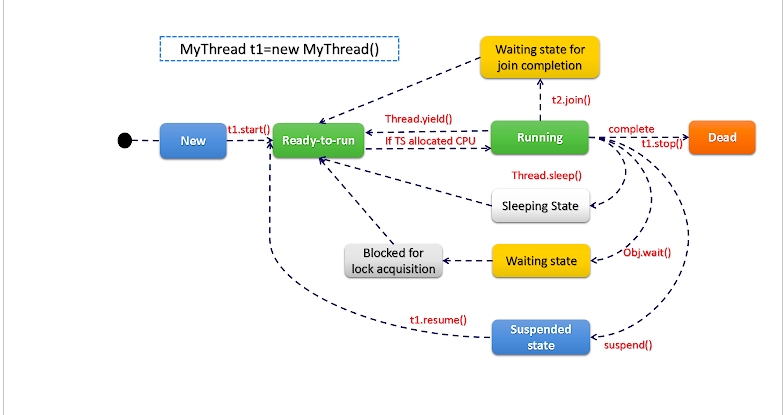 MyThread t1=new MyThread()
Waiting state for
join completion
t2.join()
New
t1.start()
Ready-to-run
Thread.yield()
If TS allocated CPU
Running
complete
t1.stop()
Dead
Thread.sleep()
Sleeping State
Blocked for
lock acquisition
Waiting state
Obj.wait()
t1.resume()
Suspended
state
suspend()